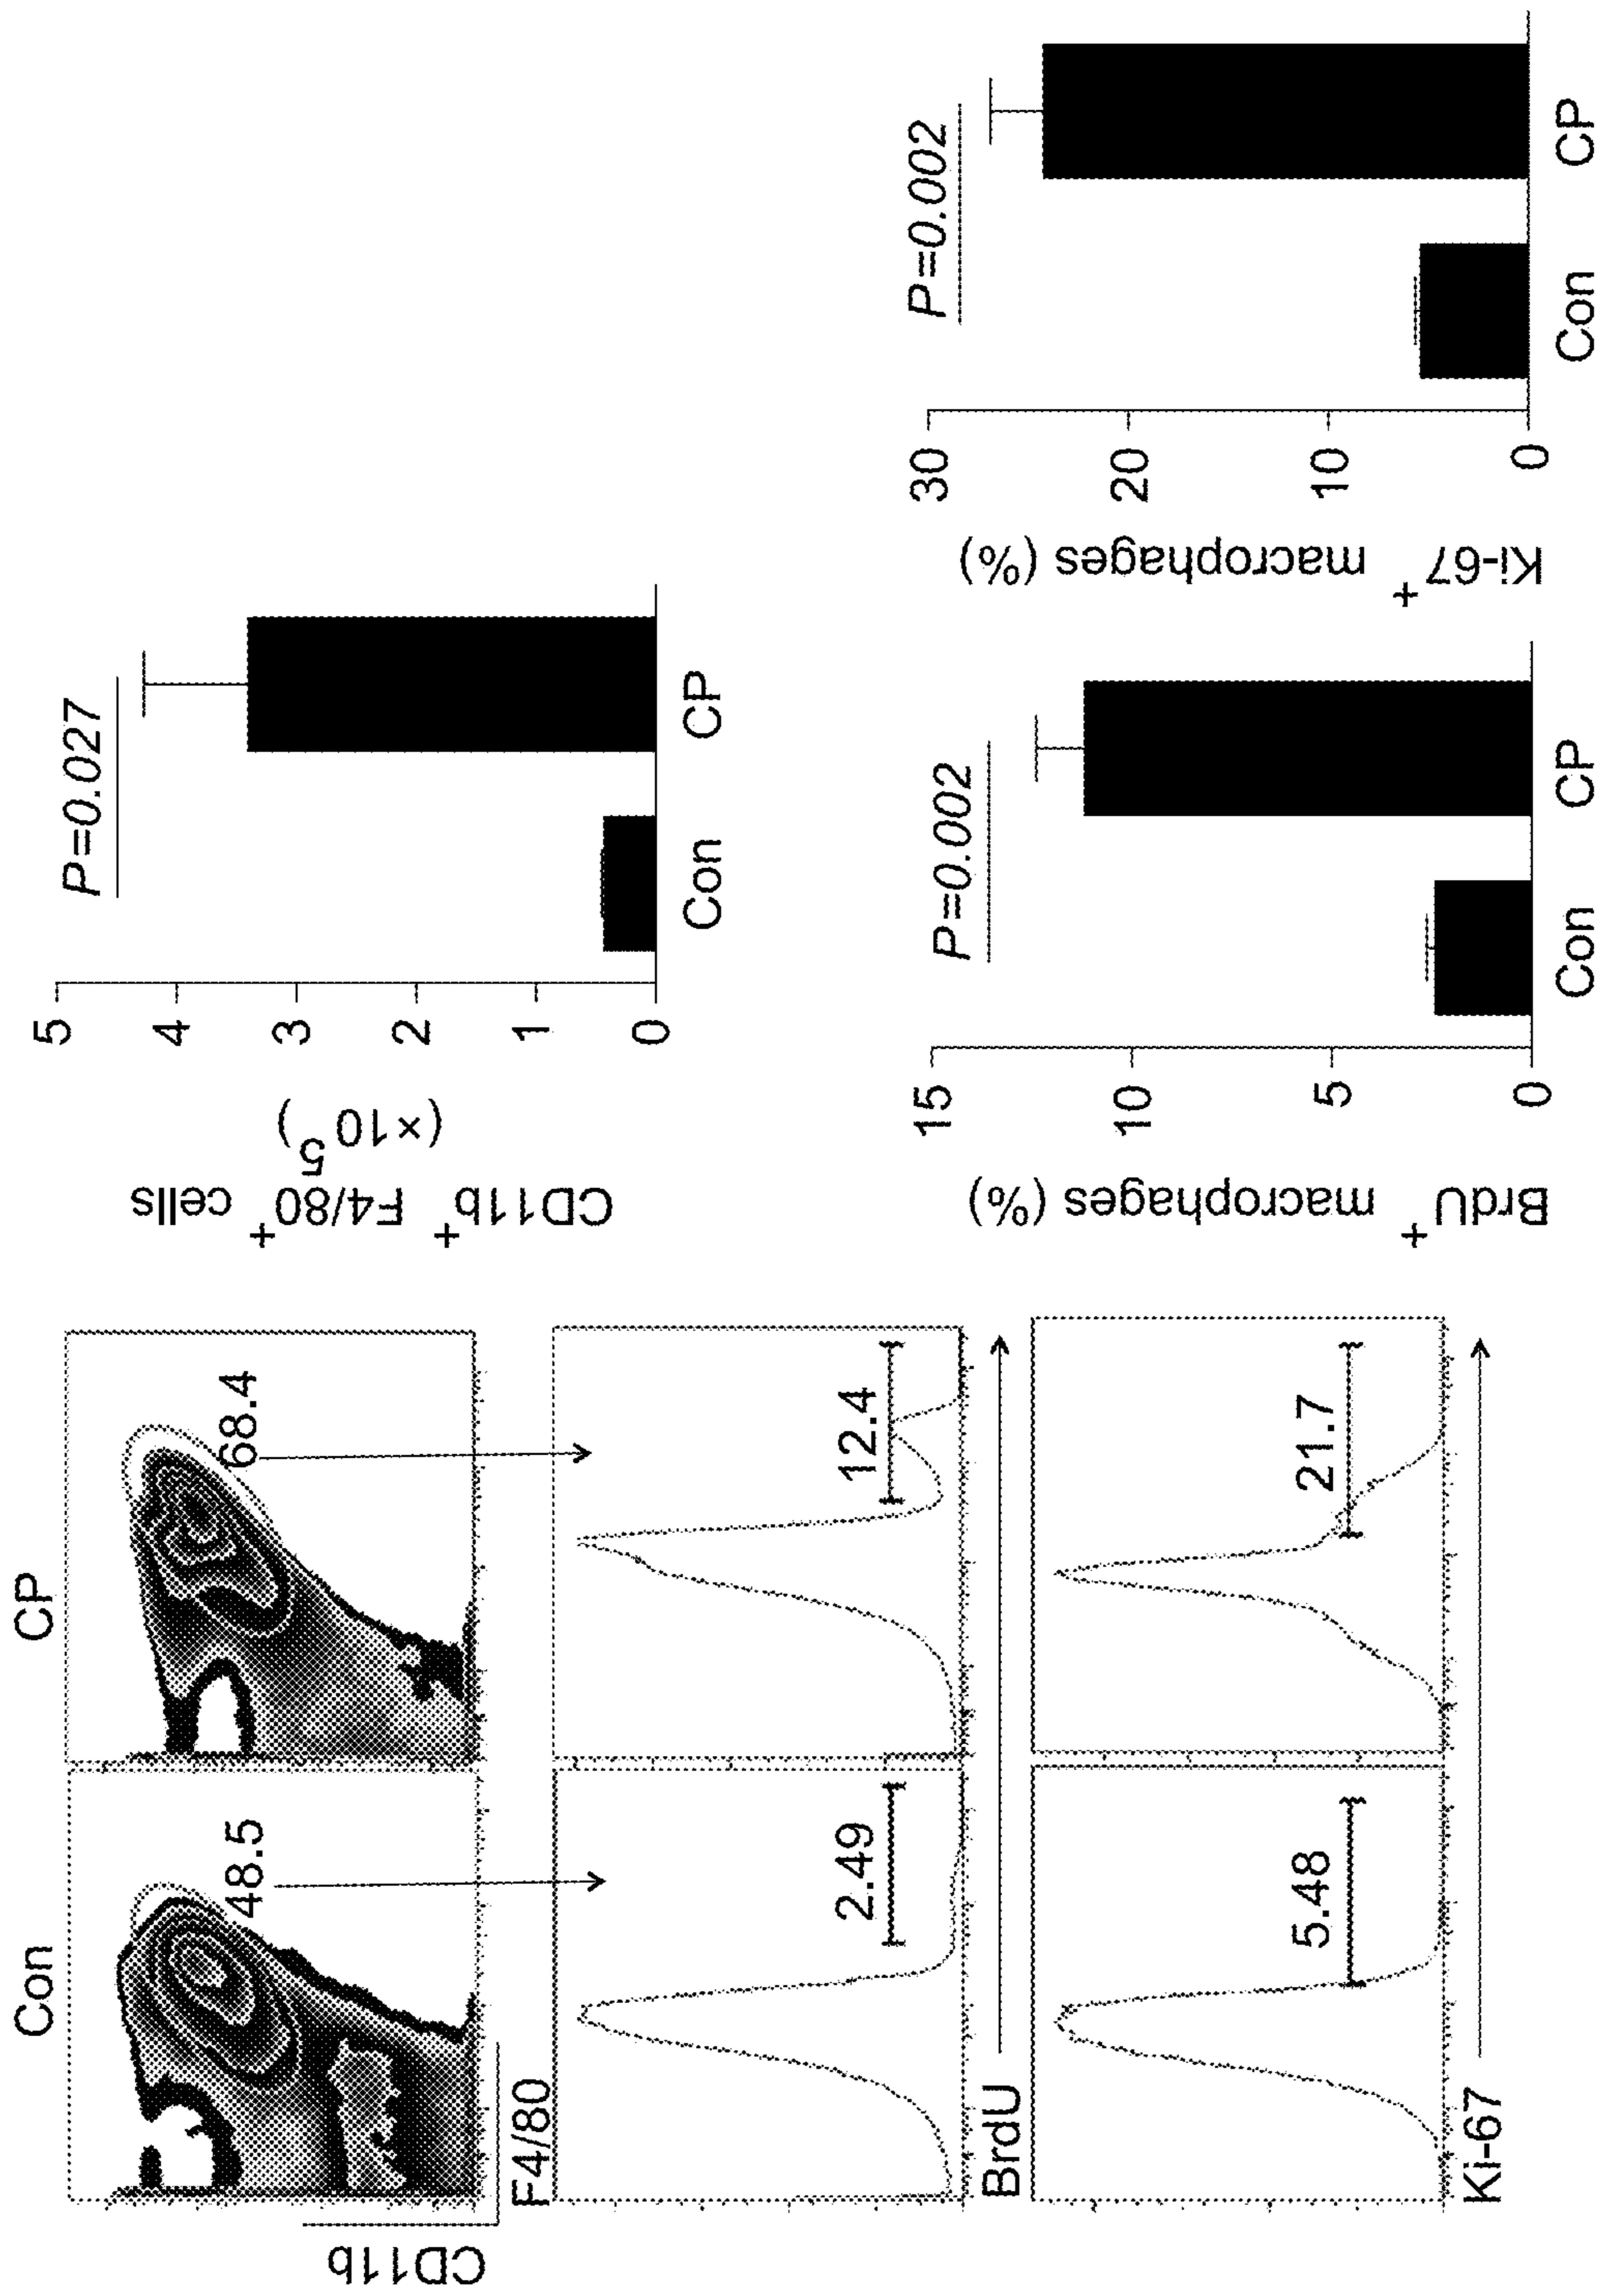 Con
CP
CD11b
48.5
68.4
F4/80
2.49
12.4
BrdU
5.48
21.7
Ki-67
CD11b+ F4/80+ cells
(×10 5)
5
4
3
2
1
0
P=0.027
Con
CP
BrdU+ macrophages (%)
15
10
5
0
P=0.002
Con
CP
Ki-67+ macrophages (%)
30
20
10
0
P=0.002
Con
CP